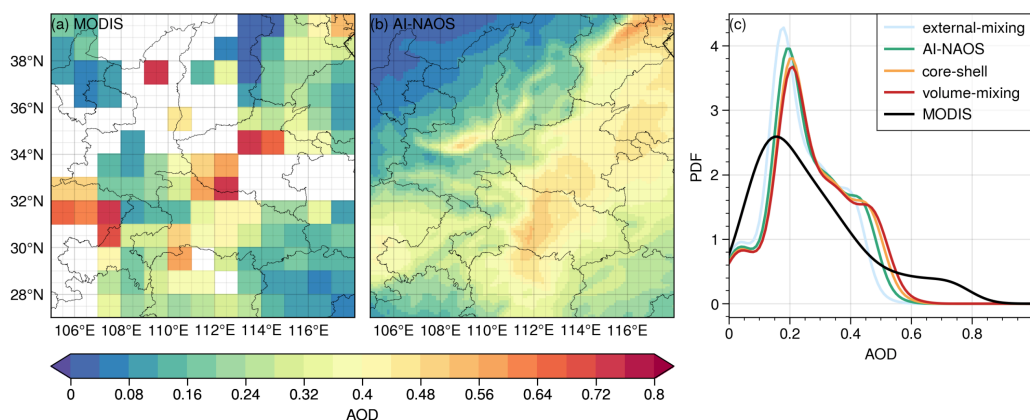 (a) MODIS
38°N
36°N
34°N
32°N
30°N
28°N
106°E 108°E 110°E 112°E 114°E 116°E
(b) AI-NAOS
106°E 108°E 110°E 112°E 114°E 116°E
0 0.08 0.16 0.24 0.32 0.4 0.48 0.56 0.64 0.72 0.8
AOD
(c)
external-mixing
AI-NAOS
core-shell
volume-mixing
MODIS
PDF
4
3
2
1
0
0 0.2 0.4 0.6 0.8
AOD